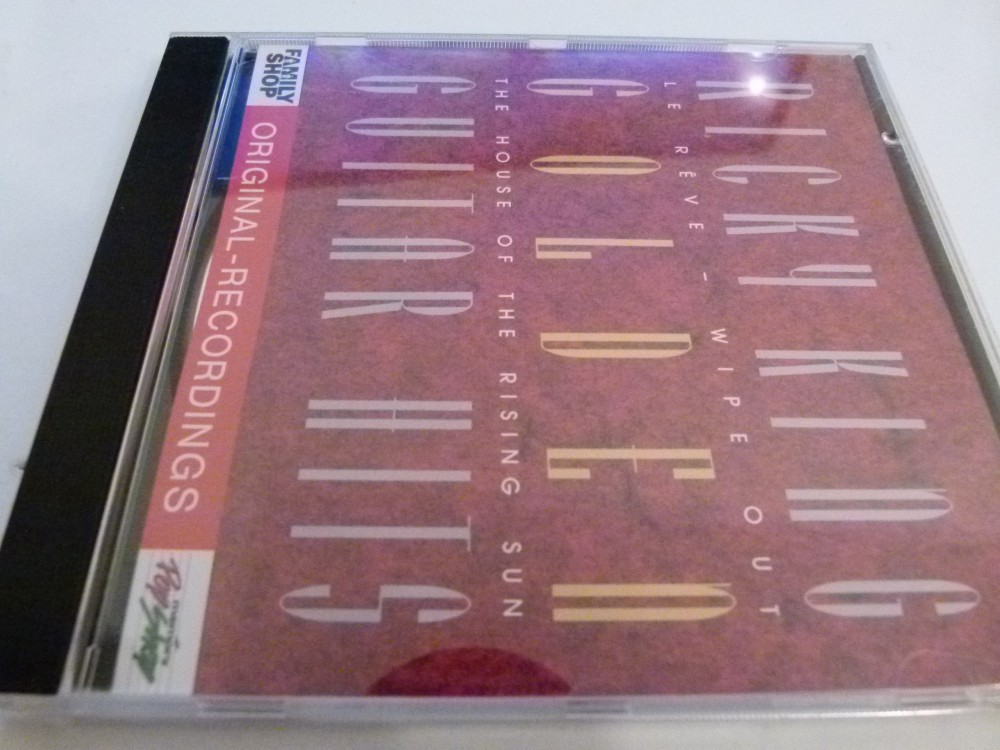 RICKY KING
LE RÊVE - WIPE OUT
GOLDEN
THE HOUSE OF THE RISING SUN
GUITAR HITS
FAMILY
SHOP
ORIGINAL-RECORDINGS